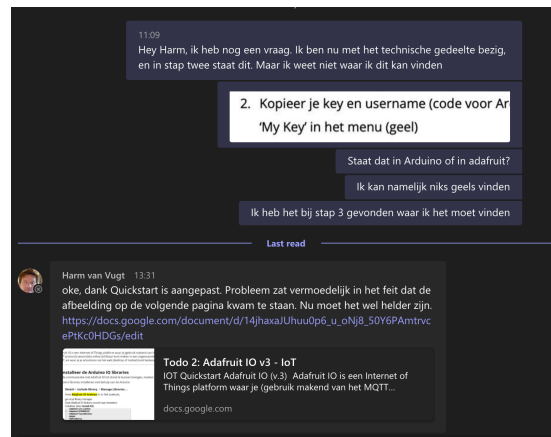 11:09
Hey Harm, ik heb nog een vraag. Ik ben nu met het technische gedeelte bezig,
en in stap twee staat dit. Maar ik weet niet waar ik dit kan vinden
2. Kopieer je key en username (code voor Ar
'My Key' in het menu (geel)
Staat dat in Arduino of in adafruit?
Ik kan namelijk niks geels vinden
Ik heb het bij stap 3 gevonden waar ik het moet vinden
Last read
Harm van Vugt 13:31
oke, dank Quickstart is aangepast. Probleem zat vermoedelijk in het feit dat de
afbeelding op de volgende pagina kwam te staan. Nu moet het wel helder zijn.
https://docs.google.com/document/d/14jhaxaJUhuu0p6_u_oNj8_50Y6PAmtrvc
ePtKc0HDGs/edit
Todo 2: Adafruit IO v3 - IoT
IOT Quickstart Adafruit IO (v.3) Adafruit IO is een Internet of
Things platform waar je (gebruik makend van het MQTT...
docs.google.com
nstalleer de Arduino IO libraries